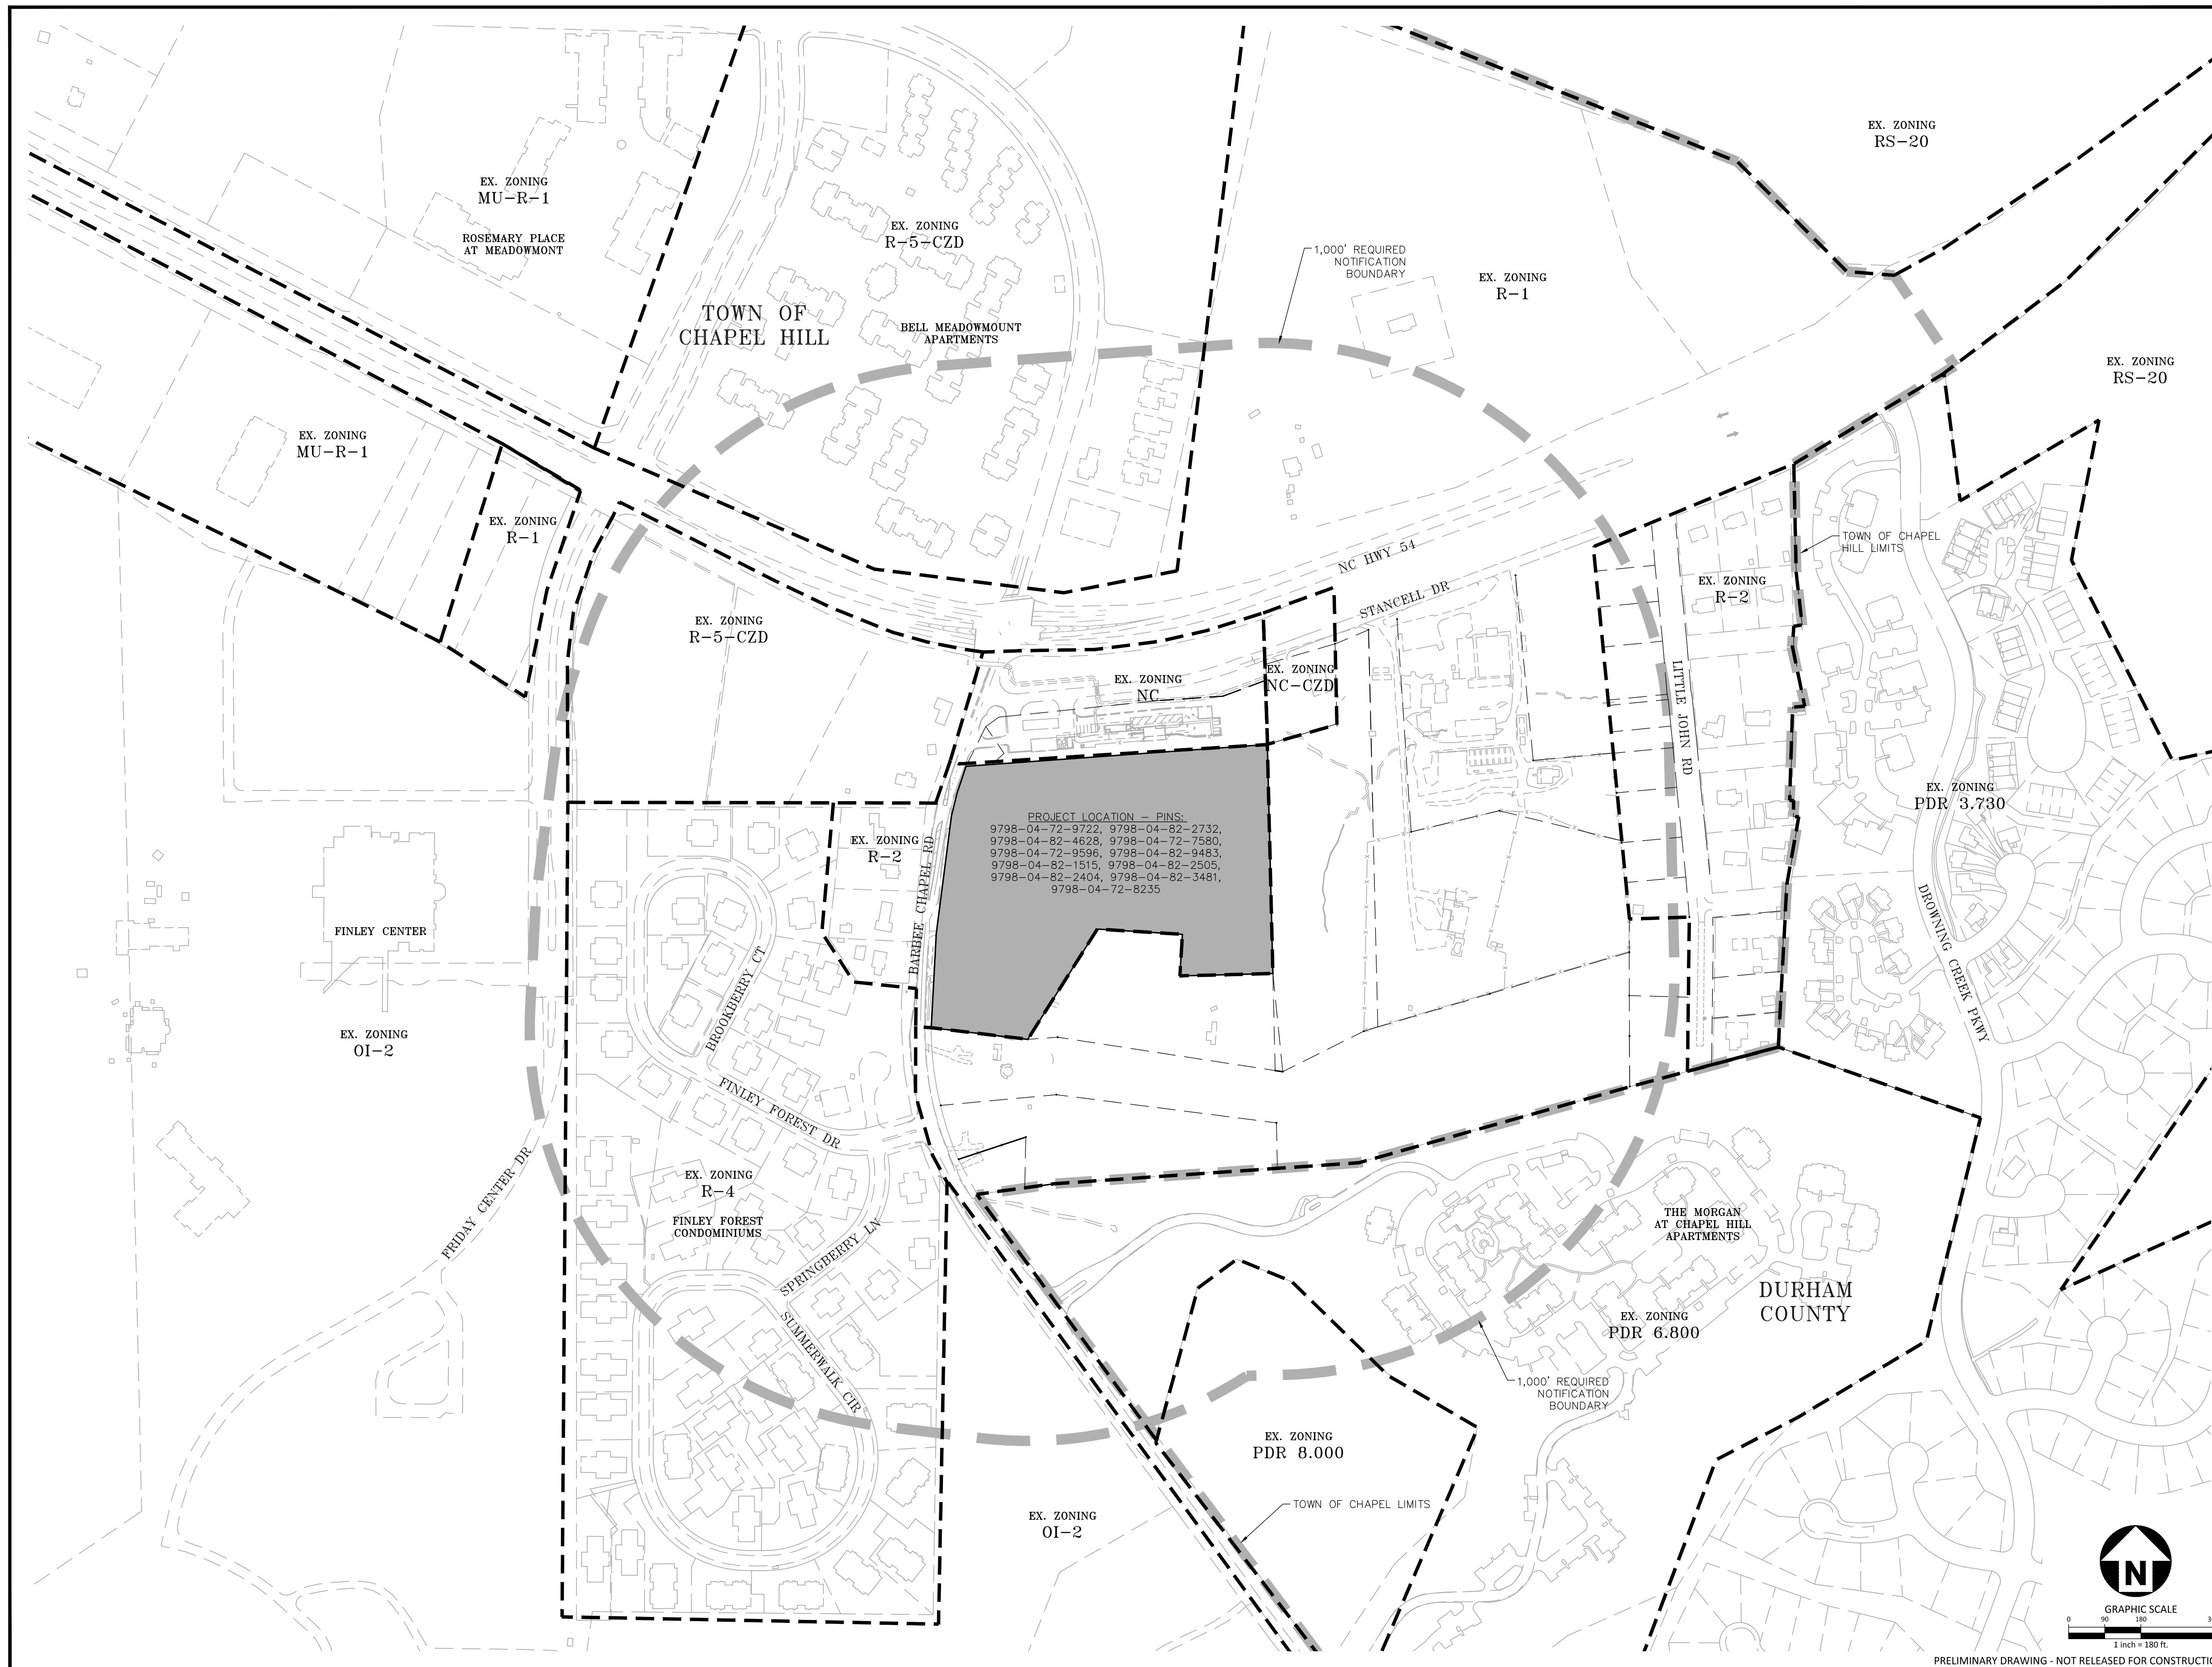 EX. ZONING
RS-20
EX. ZONING
MU-R-1
ROSEMARY PLACE
AT MEADOWMONT
EX. ZONING
R-5-CZD
1,000' REQUIRED
NOTIFICATION
BOUNDARY
EX. ZONING
R-1
TOWN OF
CHAPEL HILL
BELL MEADOWMOUNT
APARTMENTS
EX. ZONING
RS-20
EX. ZONING
MU-R-1
EX. ZONING
R-1
NC HWY 54
TOWN OF CHAPEL
HILL LIMITS
EX. ZONING
R-2
STANCELL DR
EX. ZONING
R-5-CZD
EX. ZONING
NC
EX. ZONING
NC-CZD
LITTLE JOHN RD
EX. ZONING
PDR 3.730
PROJECT LOCATION - PINS:
9798-04-72-9722, 9798-04-82-2732,
9798-04-82-4628, 9798-04-72-7580,
9798-04-72-9596, 9798-04-82-9483,
9798-04-82-1515, 9798-04-82-2505,
9798-04-82-2404, 9798-04-82-3481,
9798-04-72-8235
EX. ZONING
R-2
BARBEE CHAPEL RD
FINLEY CENTER
BROOKBERRY CT
DROWNING CREEK PKWY
EX. ZONING
OI-2
FINLEY FOREST DR
FRIDAY CENTER DR
EX. ZONING
R-4
FINLEY FOREST
CONDOMINIUMS
SPRINGBERRY LN
SUMMERWALK CIR
THE MORGAN
AT CHAPEL HILL
APARTMENTS
DURHAM
COUNTY
EX. ZONING
PDR 6.800
1,000' REQUIRED
NOTIFICATION
BOUNDARY
EX. ZONING
PDR 8.000
TOWN OF CHAPEL LIMITS
EX. ZONING
OI-2
N
GRAPHIC SCALE
0 90 180
1 inch = 180 ft.
PRELIMINARY DRAWING - NOT RELEASED FOR CONSTRUCTIO